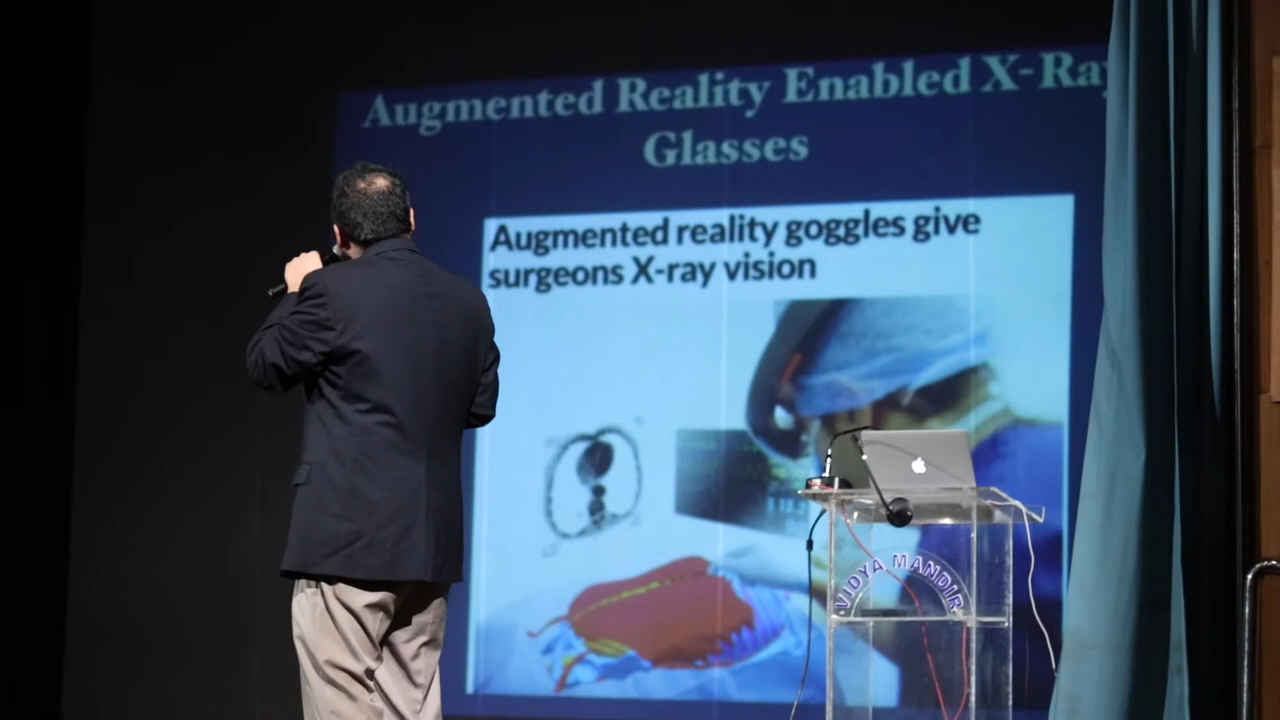 Augmented Reality Enabled X-Ray
Glasses
Augmented reality goggles give
surgeons X-ray vision
VIDYA MANDIR